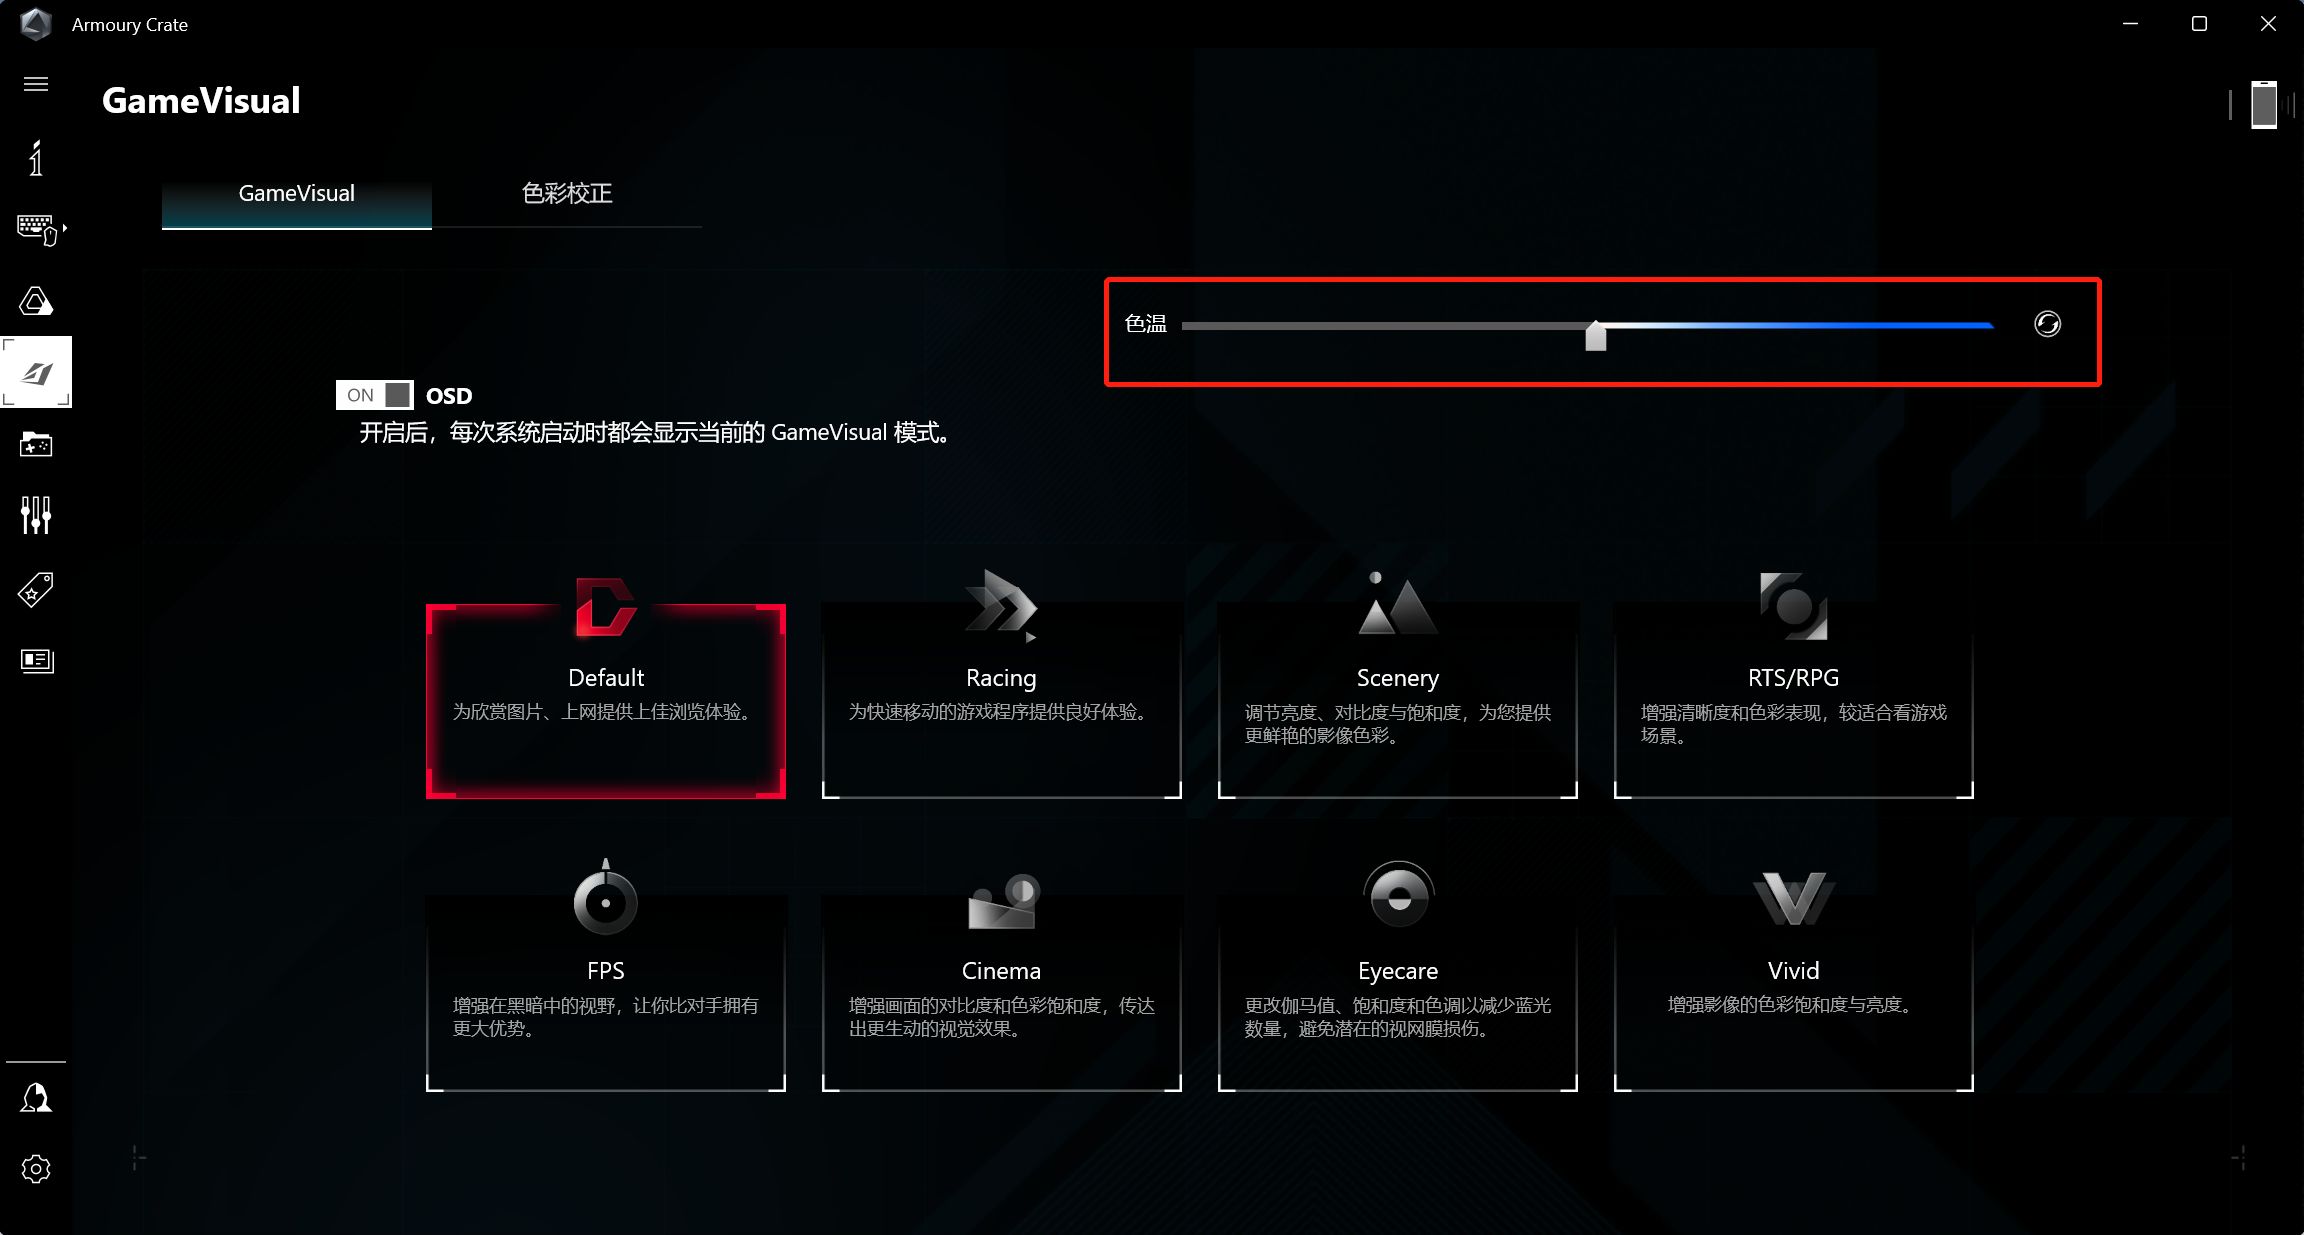 Armoury Crate
GameVisual
GameVisual
色彩校正
色温
ON
OSD
开启后，每次系统启动时都会显示当前的 GameVisual 模式。
Default
为欣赏图片、上网提供上佳浏览体验。
Racing
为快速移动的游戏程序提供良好体验。
Scenery
调节亮度、对比度与饱和度，为您提供
更鲜艳的影像色彩。
RTS/RPG
增强清晰度和色彩表现，较适合看游戏
场景。
FPS
增强在黑暗中的视野，让你比对手拥有
更大优势。
Cinema
增强画面的对比度和色彩饱和度，传达
出更生动的视觉效果。
Eyecare
更改伽马值、饱和度和色调以减少蓝光
数量，避免潜在的视网膜损伤。
Vivid
增强影像的色彩饱和度与亮度。